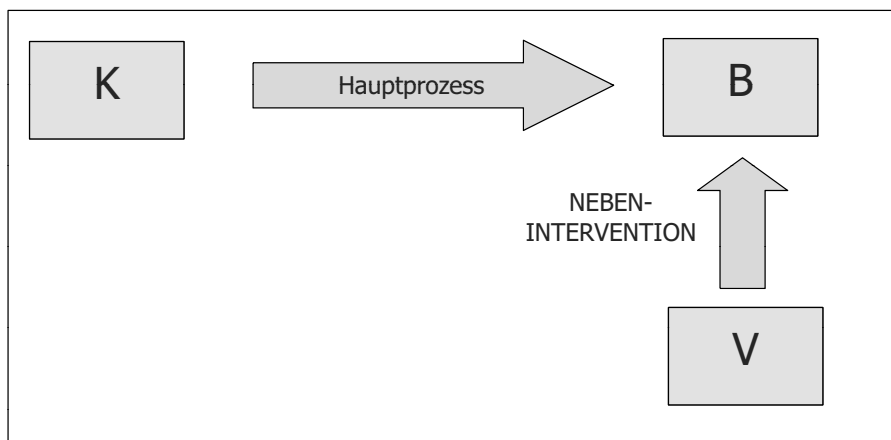 K
Hauptprozess
B
NEBEN-
INTERVENTION
V